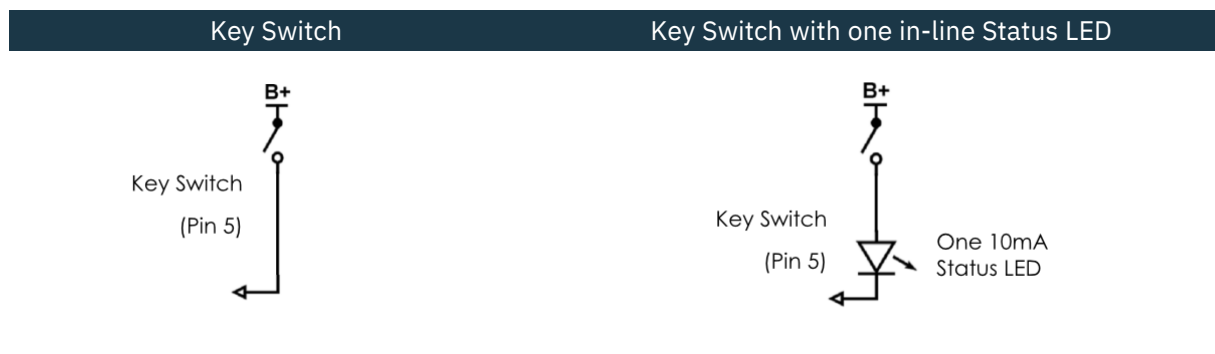 Key Switch
Key Switch with one in-line Status LED
B+
Key Switch
(Pin 5)
B+
Key Switch
(Pin 5)
One 10mA
Status LED